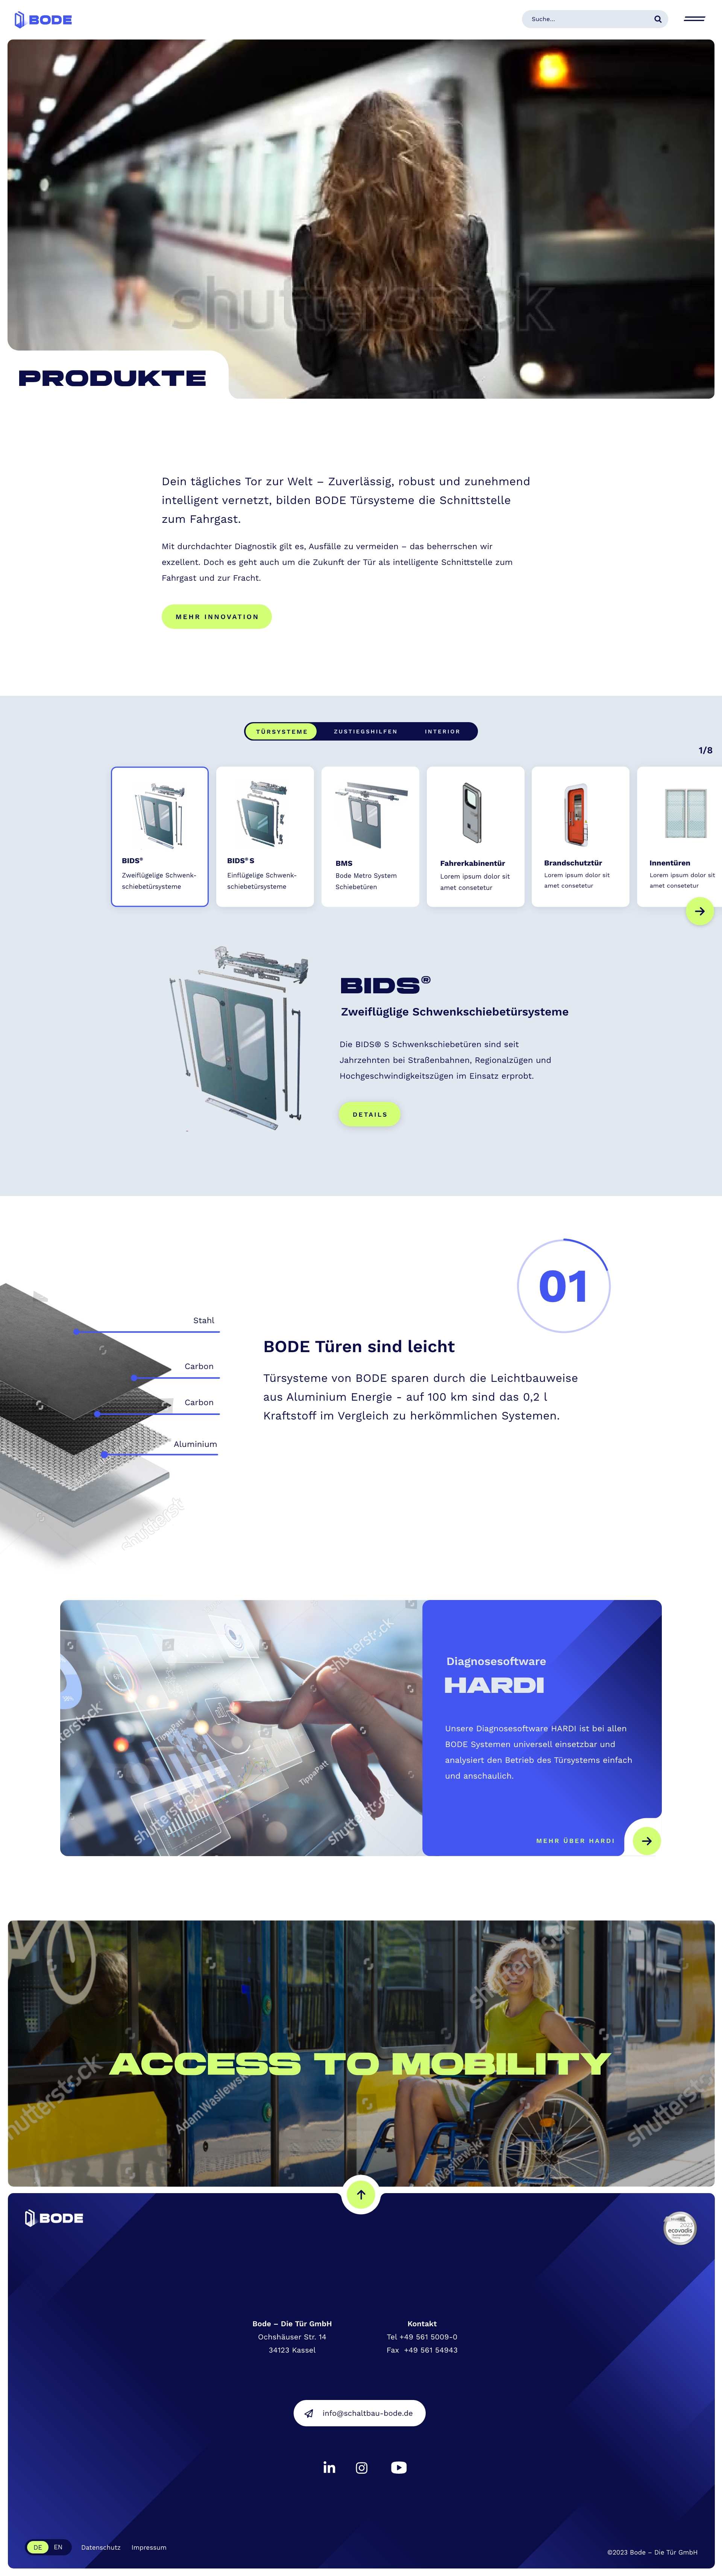 BODE
Suche...
shutterstock
PRODUKTE
Dein tägliches Tor zur Welt – Zuverlässig, robust und zunehmend
intelligent vernetzt, bilden BODE Türsysteme die Schnittstelle
zum Fahrgast.
Mit durchdachter Diagnostik gilt es, Ausfälle zu vermeiden – das beherrschen wir
exzellent. Doch es geht auch um die Zukunft der Tür als intelligente Schnittstelle zum
Fahrgast und zur Fracht.
MEHR INNOVATION
TÜRSYSTEME
ZUSTIEGSHILFEN
INTERIOR
1/8
BIDS®
Zweiflügelige Schwenk-
schiebetürsysteme
BIDS® S
Einflügelige Schwenk-
schiebetürsysteme
BMS
Bode Metro System
Schiebetüren
Fahrerkabinentür
Lorem ipsum dolor sit
amet consetetur
Brandschutztür
Lorem ipsum dolor sit
amet consetetur
Innentüren
Lorem ipsum dolor sit
amet consetetur
BIDS®
Zweiflüglige Schwenkschiebetürsysteme
Die BIDS® S Schwenkschiebetüren sind seit
Jahrzehnten bei Straßenbahnen, Regionalzügen und
Hochgeschwindigkeitszügen im Einsatz erprobt.
DETAILS
01
Stahl
Carbon
Carbon
Aluminium
shutterst
BODE Türen sind leicht
Türsysteme von BODE sparen durch die Leichtbauweise
aus Aluminium Energie - auf 100 km sind das 0,2 l
Kraftstoff im Vergleich zu herkömmlichen Systemen.
shutterstock
TippaPatt
TippaPatt
shutterstock
shutterstock
Diagnosesoftware
HARDI
Unsere Diagnosesoftware HARDI ist bei allen
BODE Systemen universell einsetzbar und
analysiert den Betrieb des Türsystems einfach
und anschaulich.
MEHR ÜBER HARDI
shutterstock
ACCESS TO MOBILITY
shutterstock
Adam Wasilewski
shutterstock
BODE
2023
ecovadis
Bode – Die Tür GmbH
Ochshäuser Str. 14
34123 Kassel
Kontakt
Tel +49 561 5009-0
Fax +49 561 54943
info@schaltbau-bode.de
DE
EN
Datenschutz
Impressum
©2023 Bode – Die Tür GmbH